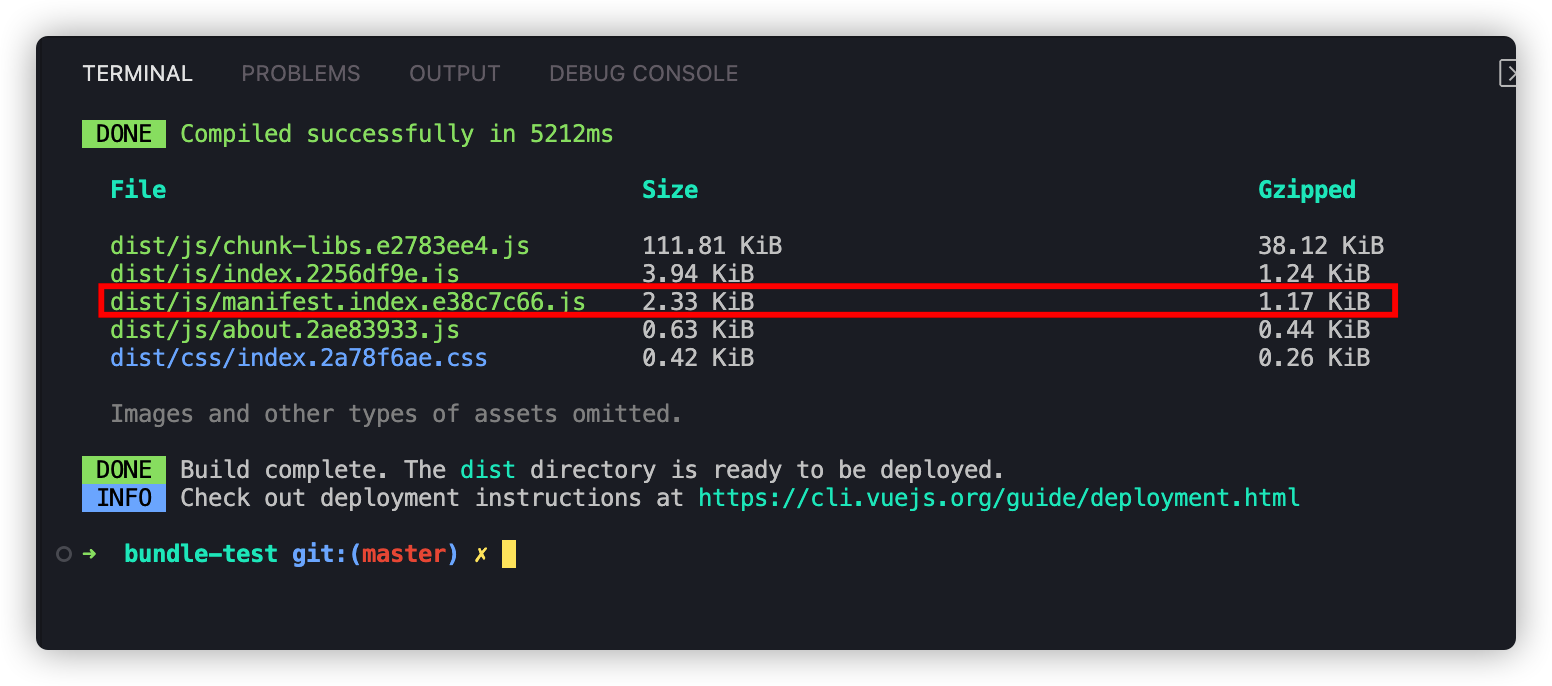 TERMINAL PROBLEMS OUTPUT DEBUG CONSOLE
DONE Compiled successfully in 5212ms
File Size Gzipped
dist/js/chunk-libs.e2783ee4.js 111.81 KiB 38.12 KiB
dist/js/index.2256df9e.js 3.94 KiB 1.24 KiB
dist/js/manifest.index.e38c7c66.js 2.33 KiB 1.17 KiB
dist/js/about.2ae83933.js 0.63 KiB 0.44 KiB
dist/css/index.2a78f6ae.css 0.42 KiB 0.26 KiB
Images and other types of assets omitted.
DONE Build complete. The dist directory is ready to be deployed.
INFO Check out deployment instructions at https://cli.vuejs.org/guide/deployment.html
➜ bundle-test git:(master) ✗